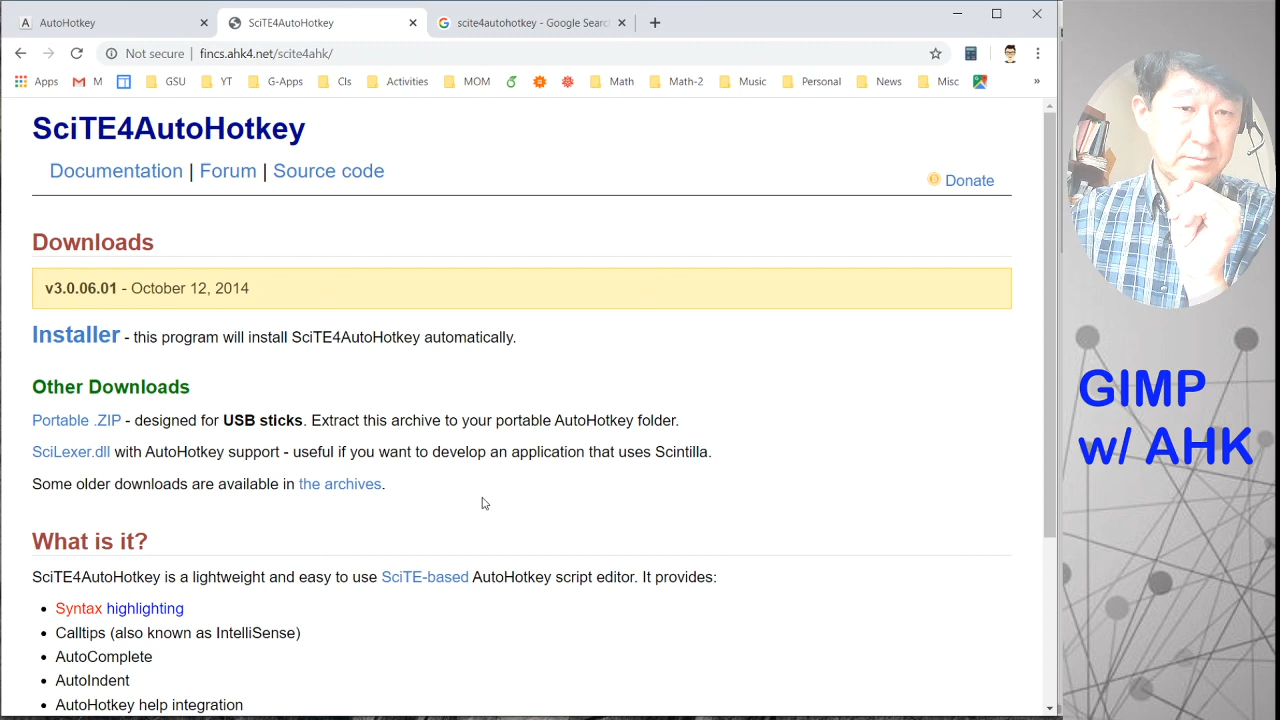 AutoHotkey
SciTE4AutoHotkey
scite4autohotkey - Google Searc
Not secure | fincs.ahk4.net/scite4ahk/
Apps M GSU YT G-Apps Cls Activities MOM Math Math-2 Music Personal News Misc »
SciTE4AutoHotkey
Documentation | Forum | Source code
Donate
Downloads
v3.0.06.01 - October 12, 2014
Installer - this program will install SciTE4AutoHotkey automatically.
Other Downloads
Portable .ZIP - designed for USB sticks. Extract this archive to your portable AutoHotkey folder.
SciLexer.dll with AutoHotkey support - useful if you want to develop an application that uses Scintilla.
Some older downloads are available in the archives.
What is it?
SciTE4AutoHotkey is a lightweight and easy to use SciTE-based AutoHotkey script editor. It provides:
• Syntax highlighting
• Calltips (also known as IntelliSense)
• AutoComplete
• AutoIndent
• AutoHotkey help integration
GIMP
w/ AHK